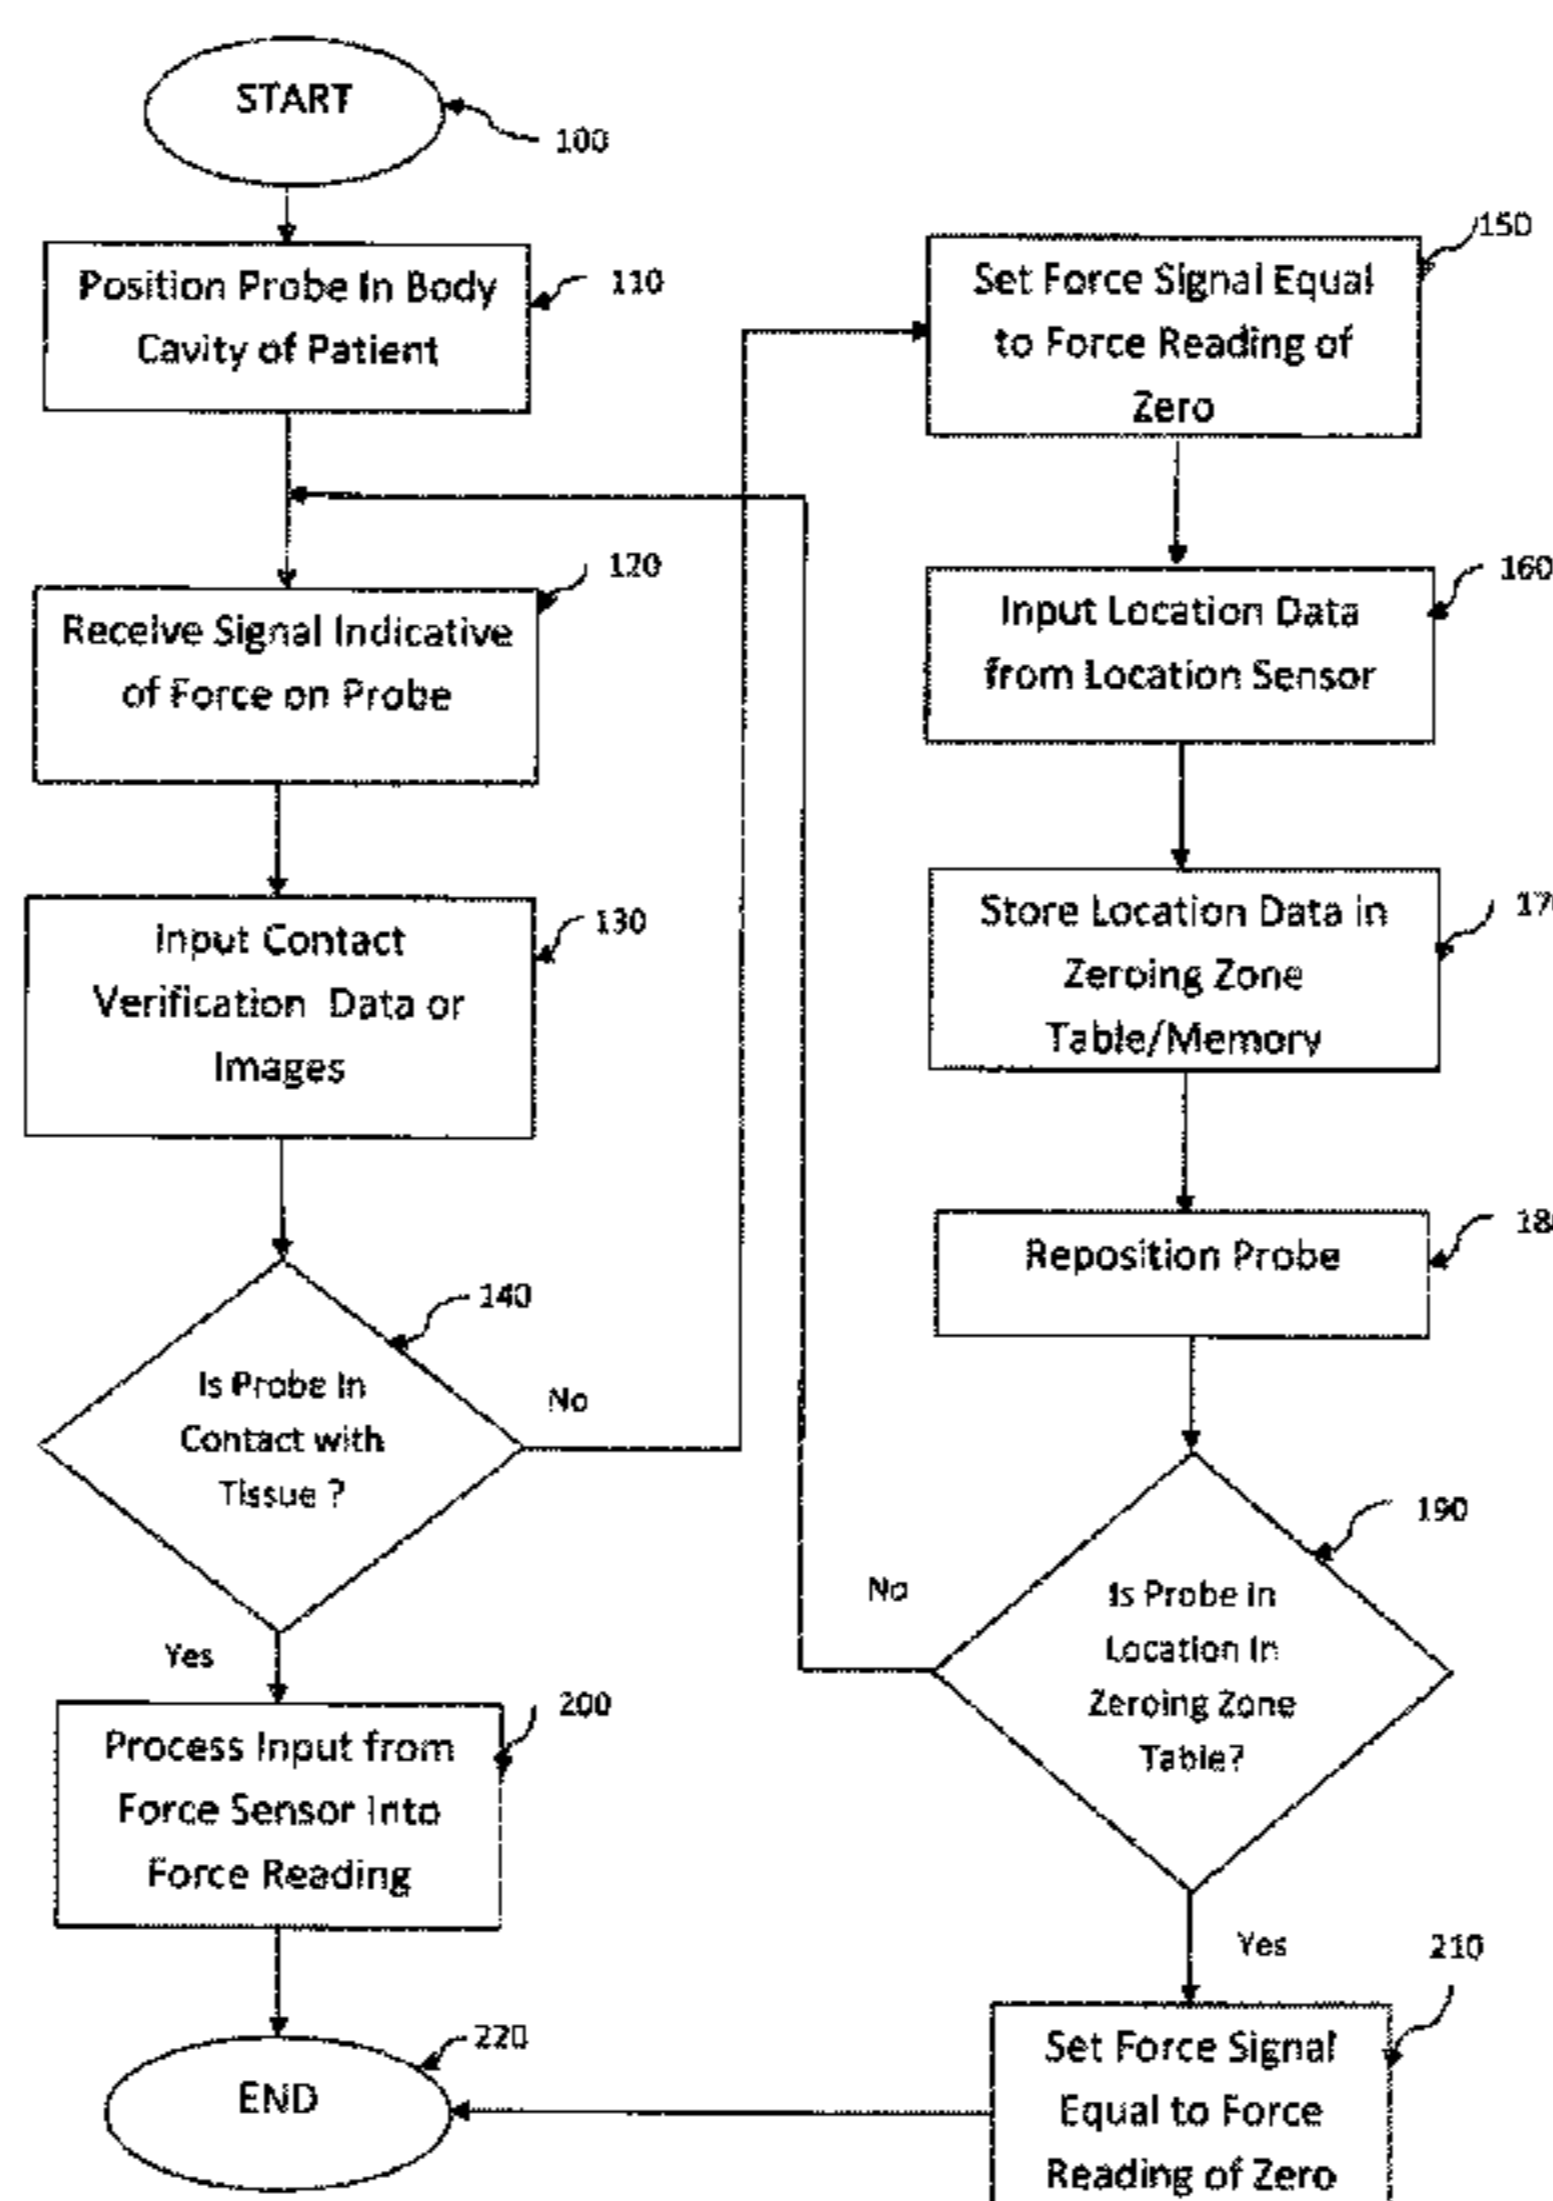 START
100
Position Probe In Body
Cavity of Patient
110
Receive Signal Indicative
of Force on Probe
120
Input Contact
Verification Data or
Images
130
Is Probe In
Contact with
Tissue ?
140
No
Yes
Process Input from
Force Sensor Into
Force Reading
200
END
220
Set Force Signal Equal
to Force Reading of
Zero
150
Input Location Data
from Location Sensor
160
Store Location Data in
Zeroing Zone
Table/Memory
Reposition Probe
Is Probe in
Location In
Zeroing Zone
Table?
190
No
Yes
Set Force Signal
Equal to Force
Reading of Zero
210